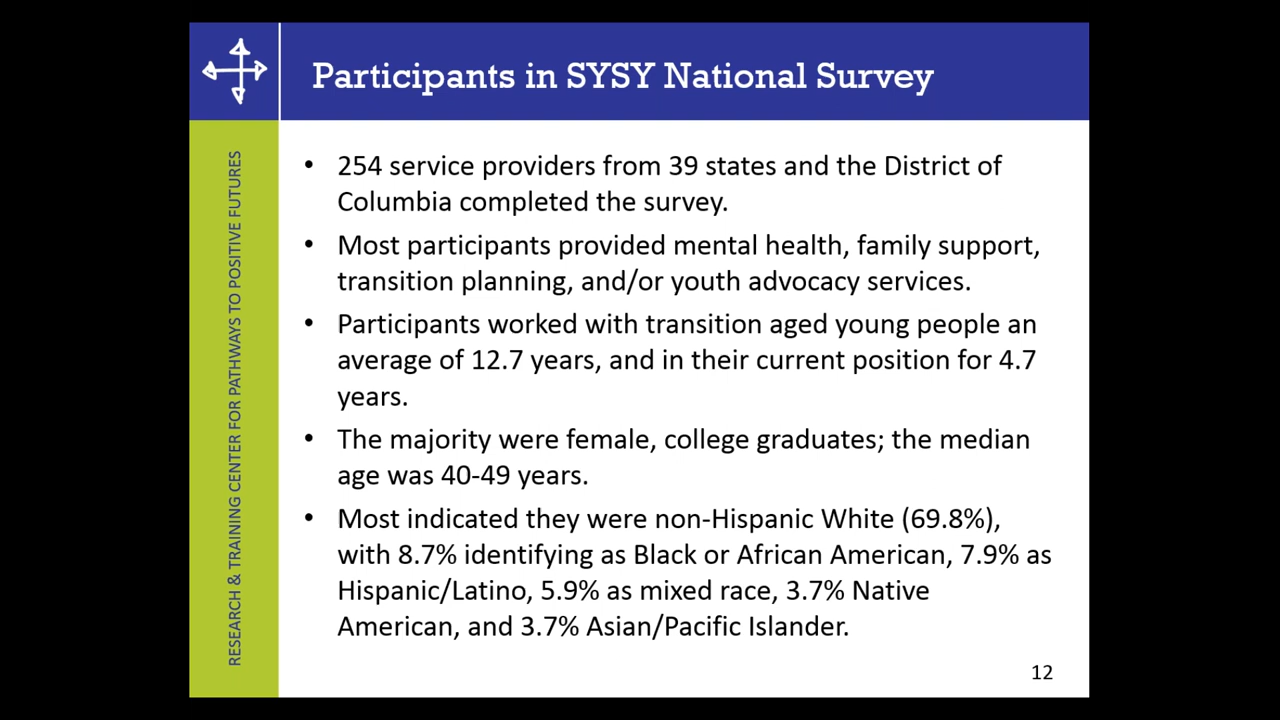 Participants in SYSY National Survey
RESEARCH & TRAINING CENTER FOR PATHWAYS TO POSITIVE FUTURES
• 254 service providers from 39 states and the District of
Columbia completed the survey.
• Most participants provided mental health, family support,
transition planning, and/or youth advocacy services.
• Participants worked with transition aged young people an
average of 12.7 years, and in their current position for 4.7
years.
• The majority were female, college graduates; the median
age was 40-49 years.
• Most indicated they were non-Hispanic White (69.8%),
with 8.7% identifying as Black or African American, 7.9% as
Hispanic/Latino, 5.9% as mixed race, 3.7% Native
American, and 3.7% Asian/Pacific Islander.
12